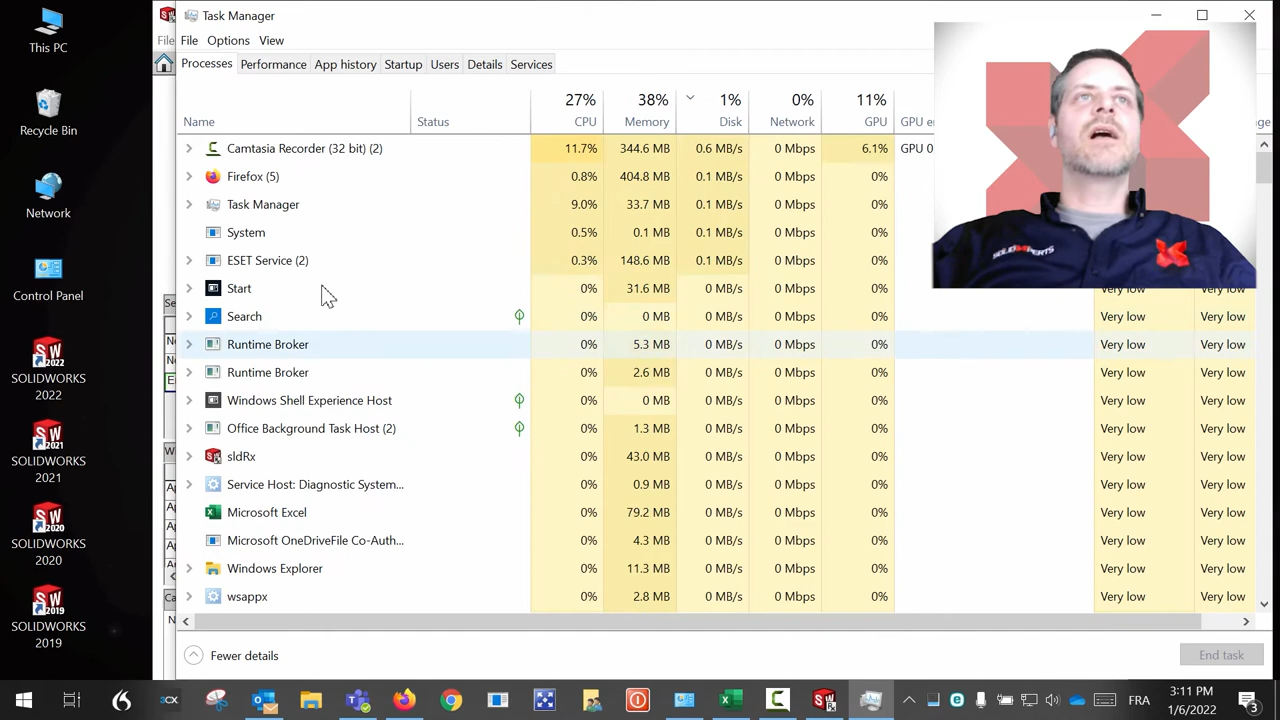 This PC
Recycle Bin
Network
Control Panel
SW
2022
SOLIDWORKS
2022
SW
2021
SOLIDWORKS
2021
SW
2020
SOLIDWORKS
2020
SW
2019
SOLIDWORKS
2019
Task Manager
File
File Options View
Processes Performance App history Startup Users Details Services
27% 38% 1% 0% 11%
Name Status CPU Memory Disk Network GPU
Camtasia Recorder (32 bit) (2) 11.7% 344.6 MB 0.6 MB/s 0 Mbps 6.1% GPU 0
Firefox (5) 0.8% 404.8 MB 0.1 MB/s 0 Mbps 0%
Task Manager 9.0% 33.7 MB 0.1 MB/s 0 Mbps 0%
System 0.5% 0.1 MB 0.1 MB/s 0 Mbps 0%
ESET Service (2) 0.3% 148.6 MB 0.1 MB/s 0 Mbps 0%
Start 0% 31.6 MB 0 MB/s 0 Mbps 0% Very low Very low
Search 0% 0 MB 0 MB/s 0 Mbps 0% Very low Very low
Runtime Broker 0% 5.3 MB 0 MB/s 0 Mbps 0% Very low Very low
Runtime Broker 0% 2.6 MB 0 MB/s 0 Mbps 0% Very low Very low
Windows Shell Experience Host 0% 0 MB 0 MB/s 0 Mbps 0% Very low Very low
Office Background Task Host (2) 0% 1.3 MB 0 MB/s 0 Mbps 0% Very low Very low
sldRx 0% 43.0 MB 0 MB/s 0 Mbps 0% Very low Very low
Service Host: Diagnostic System... 0% 0.9 MB 0 MB/s 0 Mbps 0% Very low Very low
Microsoft Excel 0% 79.2 MB 0 MB/s 0 Mbps 0% Very low Very low
Microsoft OneDriveFile Co-Auth... 0% 4.3 MB 0 MB/s 0 Mbps 0% Very low Very low
Windows Explorer 0% 11.3 MB 0 MB/s 0 Mbps 0% Very low Very low
wsappx 0% 2.8 MB 0 MB/s 0 Mbps 0% Very low Very low
Fewer details
End task
SOLIDXPERTS
SCX
FRA
3:11 PM
1/6/2022
3